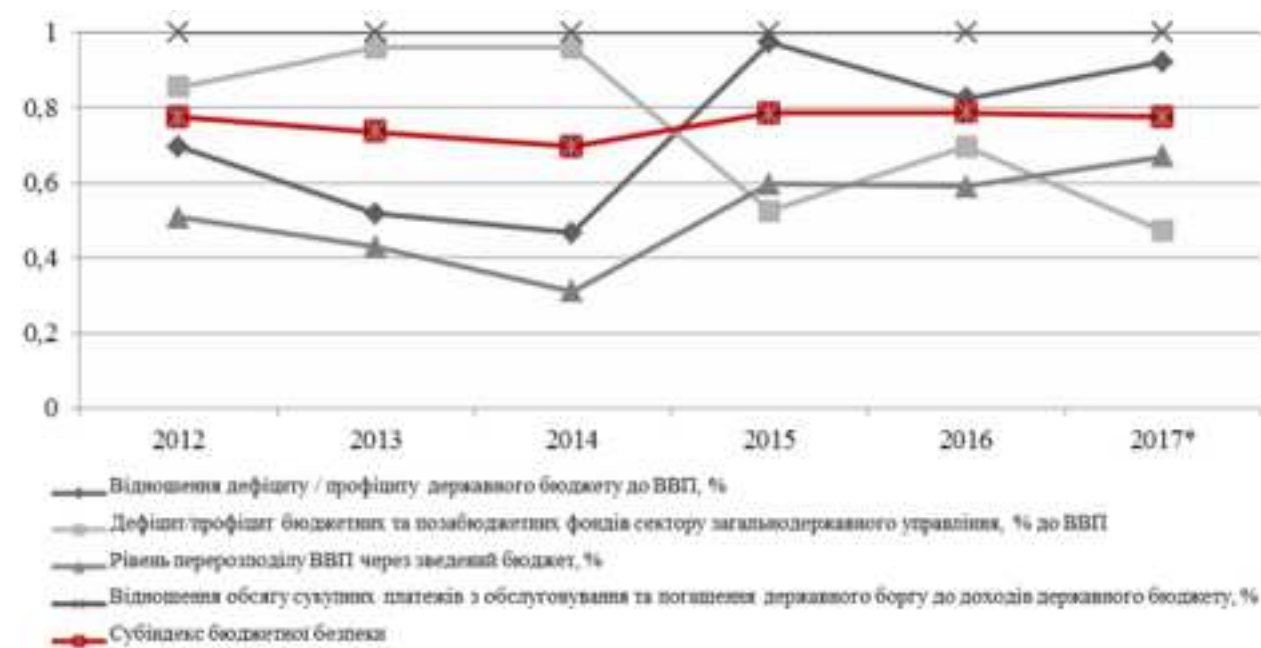 1
0,8
0,6
0,4
0,2
0
2012 2013 2014 2015 2016 2017*
Відношення дефіциту / профіциту державного бюджету до ВВП, %
Дефіцит/профіцит бюджетних та позабюджетних фондів сектору загальнодержавного управління, % до ВВП
Рівень перерозподілу ВВП через зведений бюджет, %
Відношення обсягу сукупних платежів з обслуговування та погашення державного боргу до доходів державного бюджету, %
Субіндекс бюджетної безпеки